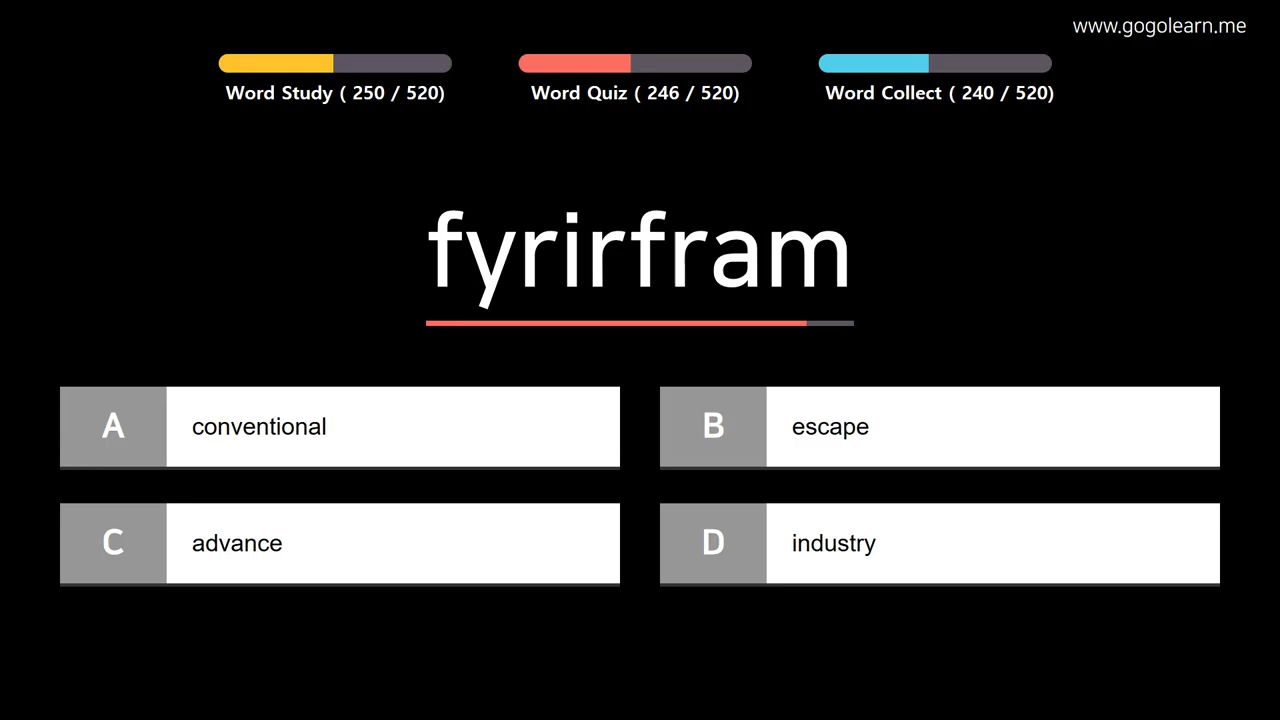 www.gogolearn.me
Word Study ( 250 / 520)
Word Quiz ( 246 / 520)
Word Collect ( 240 / 520)
fyrirfram
A
conventional
B
escape
C
advance
D
industry